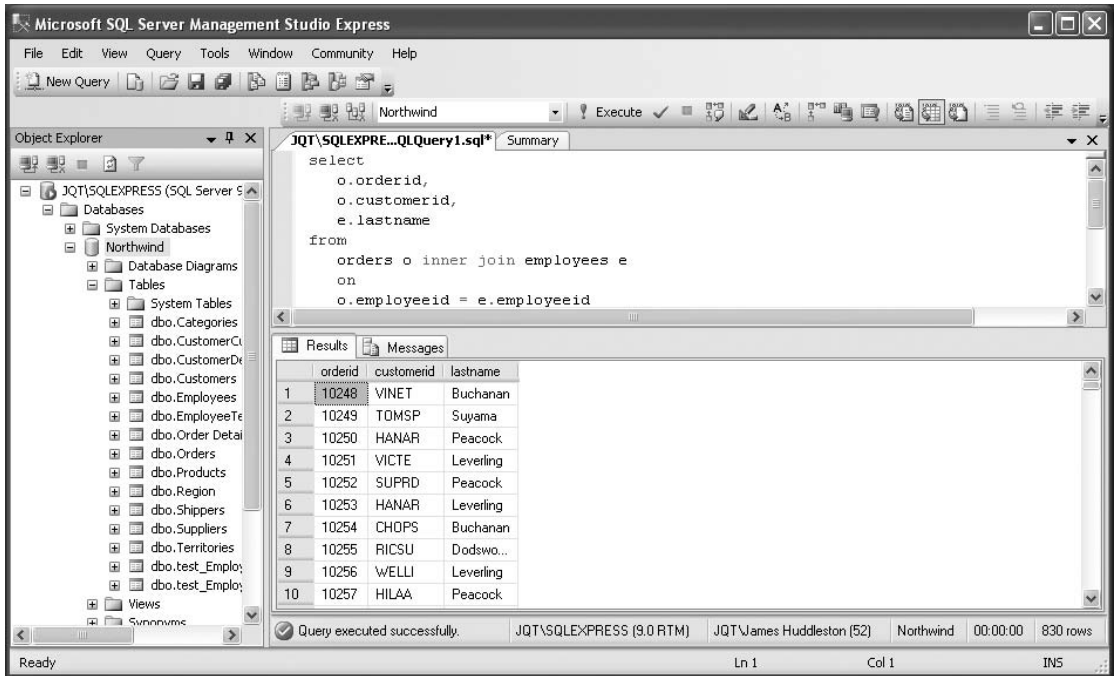 Microsoft SQL Server Management Studio Express
File Edit View Query Tools Window Community Help
New Query
Northwind Execute
Object Explorer
JQT\SQLEXPRESS (SQL Server 9
Databases
System Databases
Northwind
Database Diagrams
Tables
System Tables
dbo.Categories
dbo.CustomerCu
dbo.CustomerDe
dbo.Customers
dbo.Employees
dbo.EmployeeTe
dbo.Order Detai
dbo.Orders
dbo.Products
dbo.Region
dbo.Shippers
dbo.Suppliers
dbo.Territories
dbo.test_Employ
dbo.test_Employ
Views
Synonyms
JQT\SQLEXPRE...QLQuery1.sql* Summary
select
o.orderid,
o.customerid,
e.lastname
from
orders o inner join employees e
on
o.employeeid = e.employeeid
Results Messages
orderid customerid lastname
1 10248 VINET Buchanan
2 10249 TOMSP Suyama
3 10250 HANAR Peacock
4 10251 VICTE Leverling
5 10252 SUPRD Peacock
6 10253 HANAR Leverling
7 10254 CHOPS Buchanan
8 10255 RICSU Dodswo...
9 10256 WELLI Leverling
10 10257 HILAA Peacock
Query executed successfully. JQT\SQLEXPRESS (9.0 RTM) JQT\James Huddleston (52) Northwind 00:00:00 830 rows
Ready Ln 1 Col 1 INS